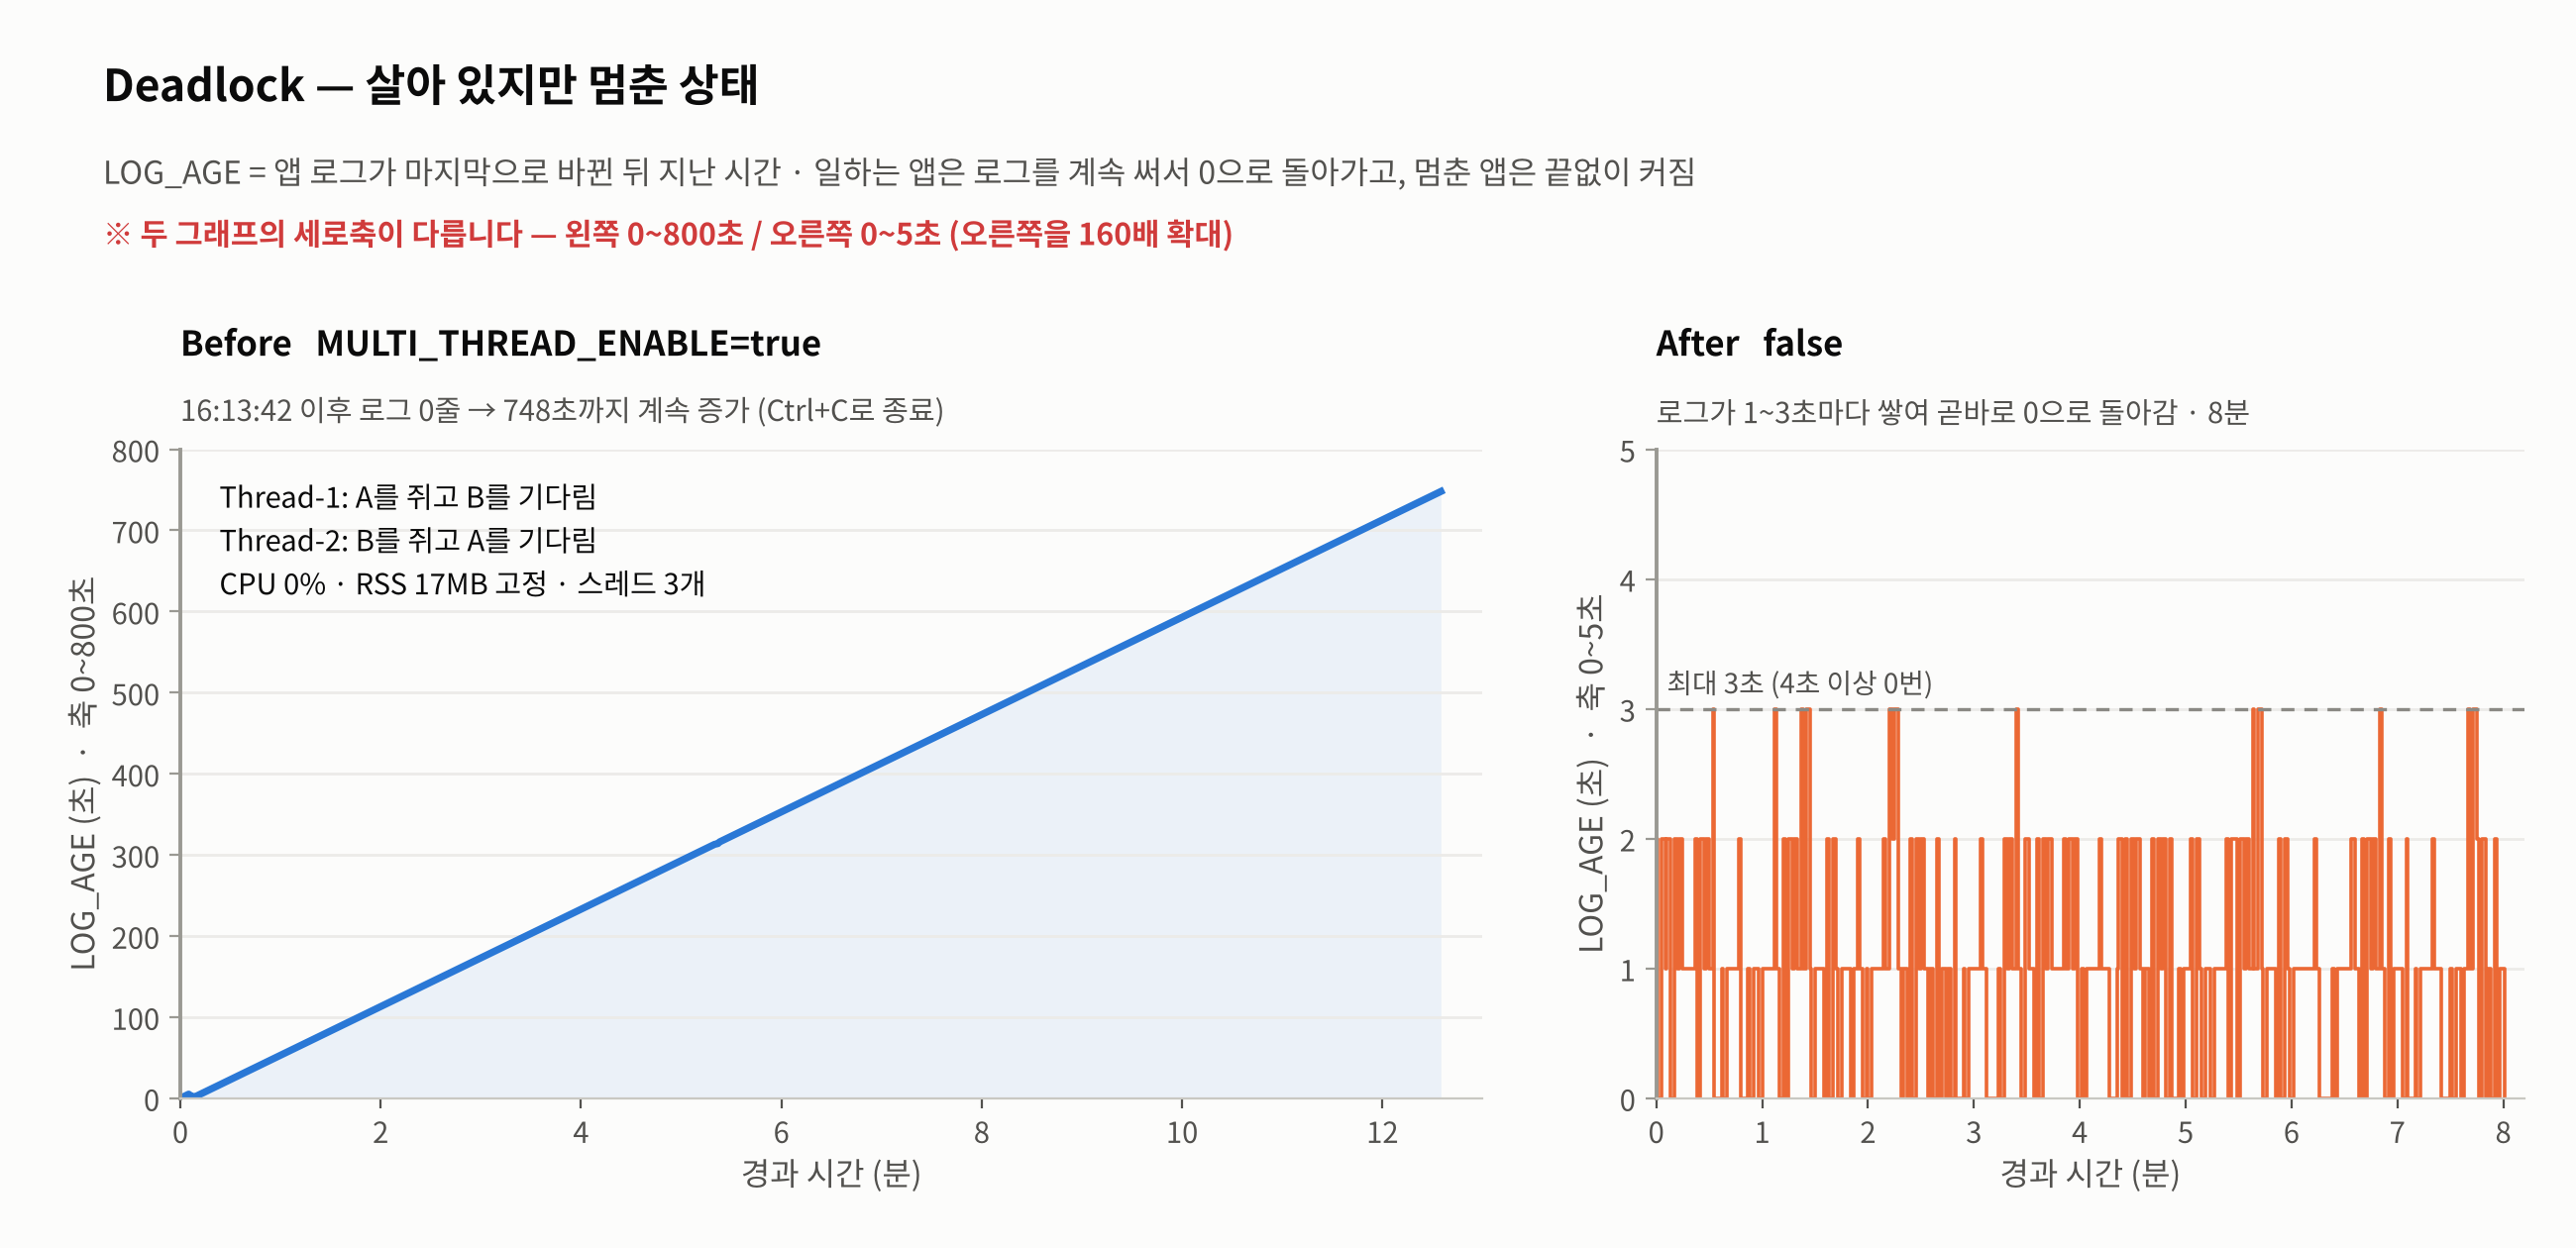 Deadlock — 살아 있지만 멈춘 상태
LOG_AGE = 앱 로그가 마지막으로 바뀐 뒤 지난 시간 · 일하는 앱은 로그를 계속 써서 0으로 돌아가고, 멈춘 앱은 끝없이 커짐
※ 두 그래프의 세로축이 다릅니다 — 왼쪽 0~800초 / 오른쪽 0~5초 (오른쪽을 160배 확대)
Before MULTI_THREAD_ENABLE=true
16:13:42 이후 로그 0줄 → 748초까지 계속 증가 (Ctrl+C로 종료)
800
700
600
500
400
300
200
100
0
LOG_AGE (초) · 축 0~800초
Thread-1: A를 쥐고 B를 기다림
Thread-2: B를 쥐고 A를 기다림
CPU 0% · RSS 17MB 고정 · 스레드 3개
0 2 4 6 8 10 12
경과 시간 (분)
After false
로그가 1~3초마다 쌓여 곧바로 0으로 돌아감 · 8분
5
4
3
2
1
0
LOG_AGE (초) · 축 0~5초
최대 3초 (4초 이상 0번)
0 1 2 3 4 5 6 7 8
경과 시간 (분)